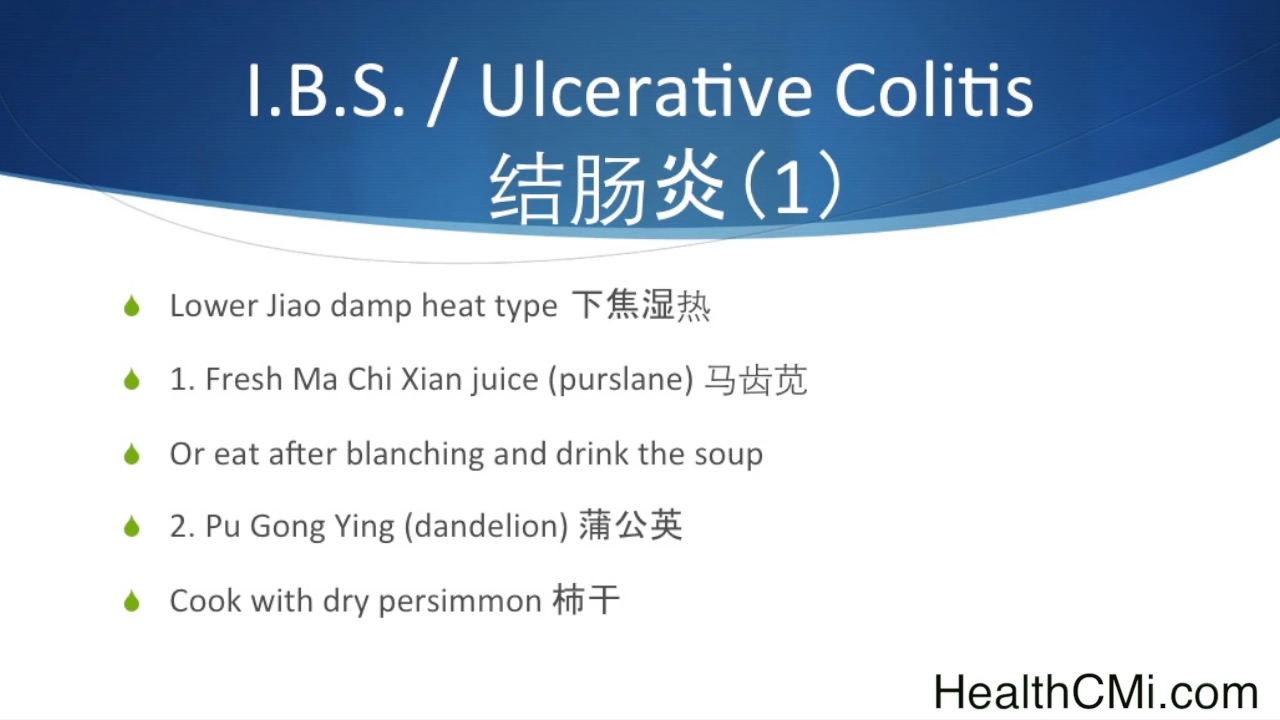 I.B.S. / Ulcerative Colitis
结肠炎（1）
Lower Jiao damp heat type 下焦湿热
1. Fresh Ma Chi Xian juice (purslane) 马齿苋
Or eat after blanching and drink the soup
2. Pu Gong Ying (dandelion) 蒲公英
Cook with dry persimmon 柿干
HealthCMi.com